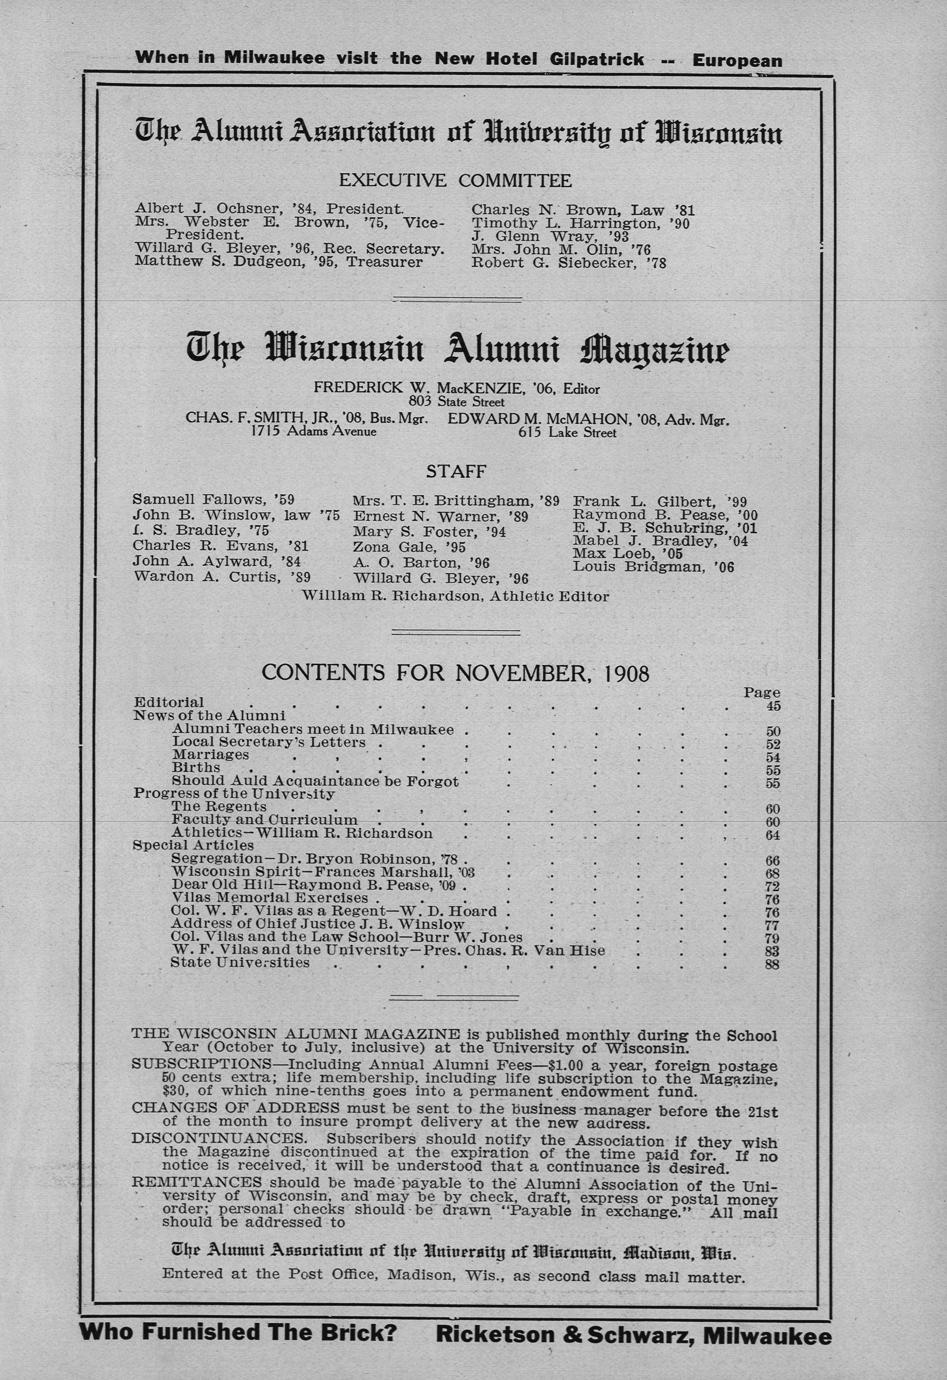 When in Milwaukee visit the New Hotel Gilpatrick -- European
The Alumni Association of University of Wisconsin
EXECUTIVE COMMITTEE
Albert J. Ochsner, '84, President.
Mrs. Webster E. Brown, '75, Vice-
President.
Willard G. Bleyer, '96, Rec. Secretary.
Matthew S. Dudgeon, '95, Treasurer
Charles N. Brown, Law '81
Timothy L. Harrington, '90
J. Glenn Wray, '93
Mrs. John M. Olin, '76
Robert G. Siebecker, '78
The Wisconsin Alumni Magazine
FREDERICK W. MacKENZIE, '06, Editor
803 State Street
CHAS. F. SMITH, JR., '08, Bus. Mgr. EDWARD M. McMAHON, '08, Adv. Mgr.
1715 Adams Avenue 615 Lake Street
STAFF
Samuell Fallows, '59
John B. Winslow, law '75
I. S. Bradley, '75
Charles R. Evans, '81
John A. Aylward, '84
Wardon A. Curtis, '89
Mrs. T. E. Brittingham, '89
Ernest N. Warner, '89
Mary S. Foster, '94
Zona Gale, '95
A. O. Barton, '96
Willard G. Bleyer, '96
Frank L. Gilbert, '99
Raymond B. Pease, '00
E. J. B. Schubring, '01
Mabel J. Bradley, '04
Max Loeb, '05
Louis Bridgman, '06
William R. Richardson, Athletic Editor
CONTENTS FOR NOVEMBER, 1908
Page
Editorial . . . . . . . . . . . . 45
News of the Alumni
Alumni Teachers meet in Milwaukee . . . . . . . 50
Local Secretary's Letters . . . . . . . . . 52
Marriages . . . . . . . . . . . 54
Births . . . . . . . . . . . . 55
Should Auld Acquaintance be Forgot . . . . . . 55
Progress of the University
The Regents . . . . . . . . . . . 60
Faculty and Curriculum . . . . . . . . . 60
Athletics—William R. Richardson . . . . . . . 64
Special Articles
Segregation—Dr. Bryon Robinson, '78 . . . . . . . 66
Wisconsin Spirit—Frances Marshall, '03 . . . . . . 68
Dear Old Hill—Raymond B. Pease, '09 . . . . . . . 72
Vilas Memorial Exercises . . . . . . . . . 76
Col. W. F. Vilas as a Regent—W. D. Hoard . . . . . . 76
Address of Chief Justice J. B. Winslow . . . . . . 77
Col. Vilas and the Law School—Burr W. Jones . . . . . 79
W. F. Vilas and the University—Pres. Chas. R. Van Hise . . . 83
State Universities . . . . . . . . . . 88
THE WISCONSIN ALUMNI MAGAZINE is published monthly during the School
Year (October to July, inclusive) at the University of Wisconsin.
SUBSCRIPTIONS—Including Annual Alumni Fees—$1.00 a year, foreign postage
50 cents extra; life membership, including life subscription to the Magazine,
$30, of which nine-tenths goes into a permanent endowment fund.
CHANGES OF ADDRESS must be sent to the business manager before the 21st
of the month to insure prompt delivery at the new address.
DISCONTINUANCES. Subscribers should notify the Association if they wish
the Magazine discontinued at the expiration of the time paid for. If no
notice is received, it will be understood that a continuance is desired.
REMITTANCES should be made payable to the Alumni Association of the Uni-
versity of Wisconsin, and may be by check, draft, express or postal money
order; personal checks should be drawn "Payable in exchange." All mail
should be addressed to
The Alumni Association of the University of Wisconsin, Madison, Wis.
Entered at the Post Office, Madison, Wis., as second class mail matter.
Who Furnished The Brick? Ricketson & Schwarz, Milwaukee